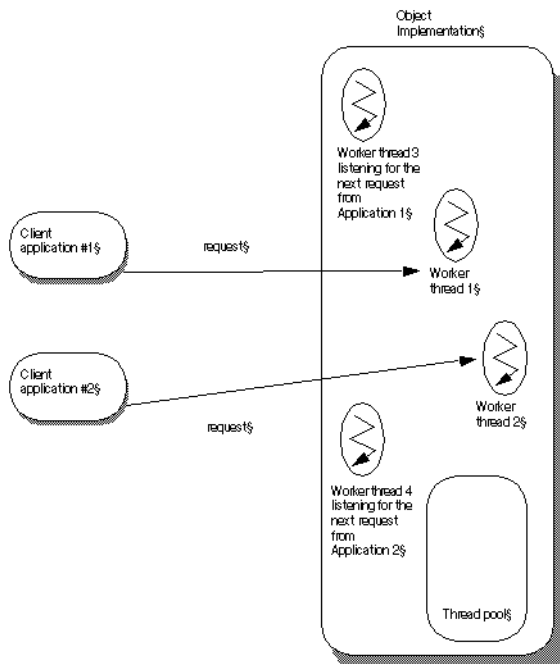 Object
Implementation§
Worker thread 3
listening for the
next request
from
Application 1§
Client
application #1§
request§
Worker
thread 1§
Client
application #2§
request§
Worker
thread 2§
Worker thread 4
listening for the
next request
from
Application 2§
Thread pool§